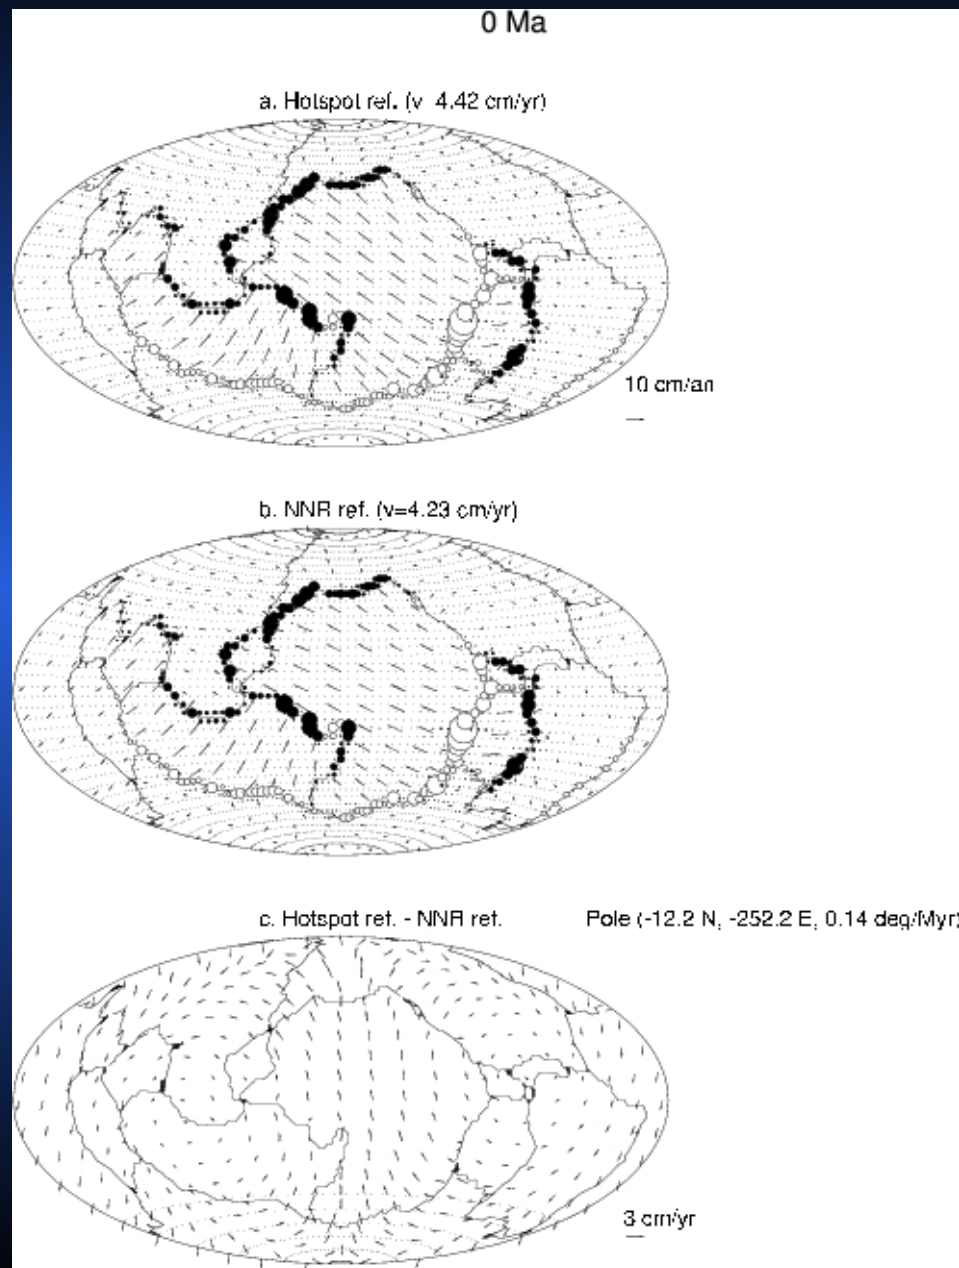 0 Ma
a. Hotspot ref. (v 4.42 cm/yr)
10 cm/an
b. NNR ref. (v=4.23 cm/yr)
c. Hotspot ref. - NNR ref. Pole (-12.2 N, -252.2 E, 0.14 deg/Myr)
3 cm/yr